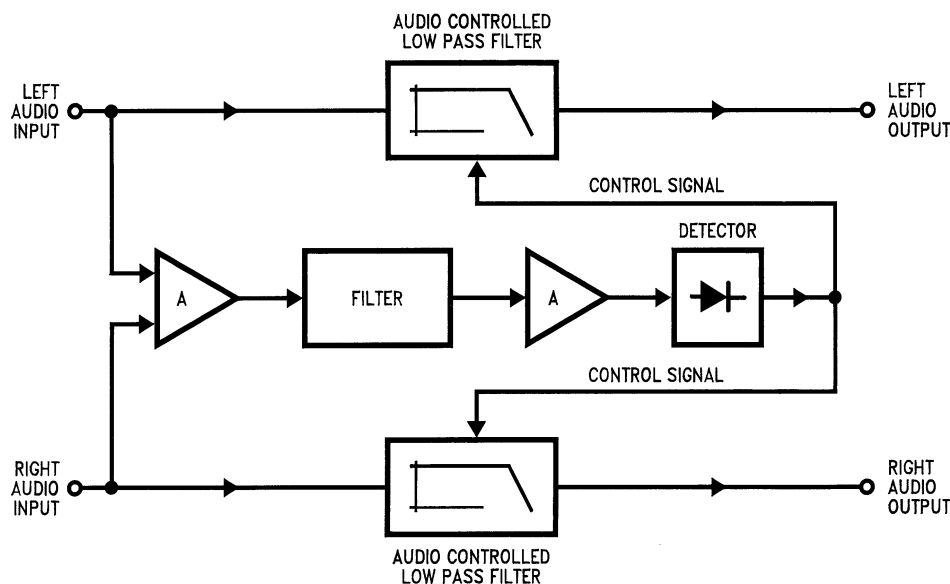 AUDIO CONTROLLED
LOW PASS FILTER
LEFT
AUDIO
INPUT
LEFT
AUDIO
OUTPUT
CONTROL SIGNAL
DETECTOR
A
FILTER
A
CONTROL SIGNAL
RIGHT
AUDIO
INPUT
RIGHT
AUDIO
OUTPUT
AUDIO CONTROLLED
LOW PASS FILTER